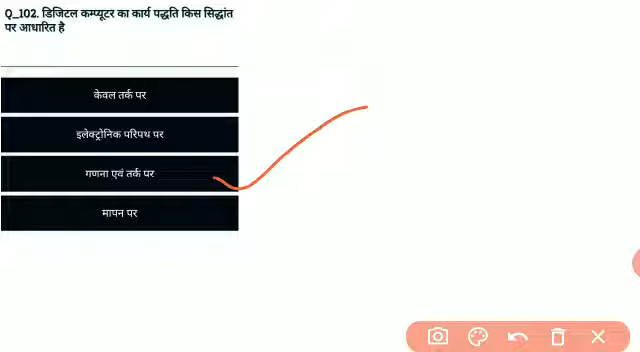 Q_102. डिजिटल कम्प्यूटर का कार्य पद्धति किस सिद्धांत
पर आधारित है
केवल तर्क पर
इलेक्ट्रोनिक परिपथ पर
गणना एवं तर्क पर
मापन पर